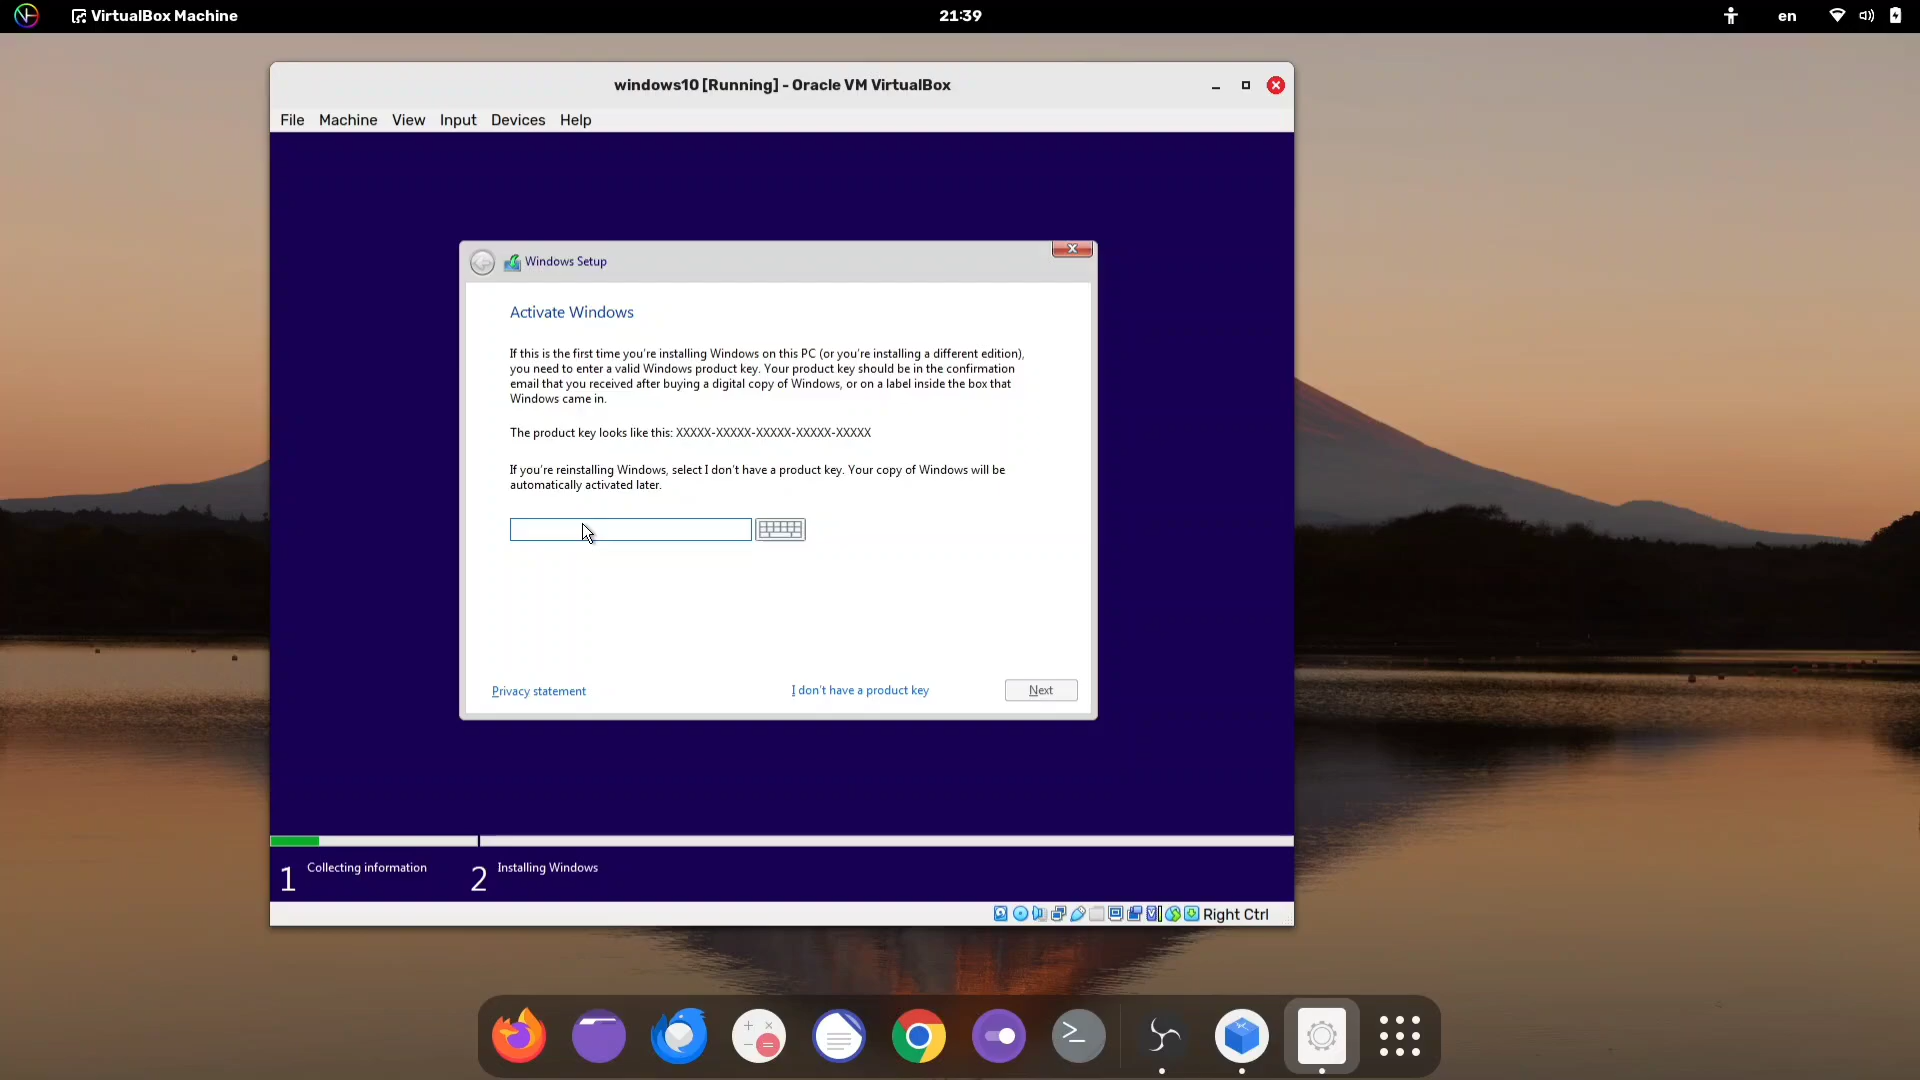 VirtualBox Machine
21:39
en
windows10 [Running] - Oracle VM VirtualBox
File Machine View Input Devices Help
Windows Setup
Activate Windows
If this is the first time you're installing Windows on this PC (or you're installing a different edition),
you need to enter a valid Windows product key. Your product key should be in the confirmation
email that you received after buying a digital copy of Windows, or on a label inside the box that
Windows came in.
The product key looks like this: XXXXX-XXXXX-XXXXX-XXXXX-XXXXX
If you're reinstalling Windows, select I don't have a product key. Your copy of Windows will be
automatically activated later.
Privacy statement
I don't have a product key
Next
1 Collecting information
2 Installing Windows
Right Ctrl